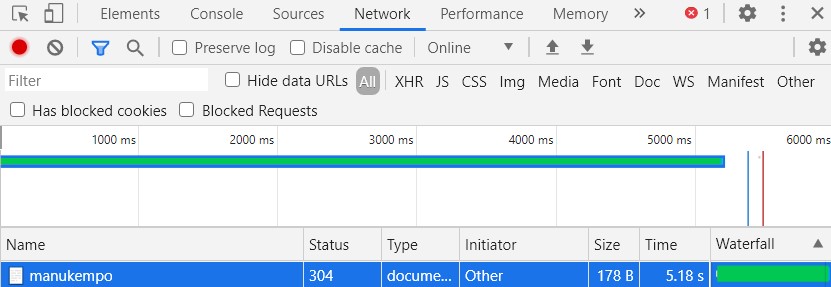 Elements Console Sources Network Performance Memory » 1
Preserve log Disable cache Online
Filter Hide data URLs All XHR JS CSS Img Media Font Doc WS Manifest Other
Has blocked cookies Blocked Requests
1000 ms 2000 ms 3000 ms 4000 ms 5000 ms 6000 ms
Name Status Type Initiator Size Time Waterfall
manukempo 304 docume... Other 178 B 5.18 s